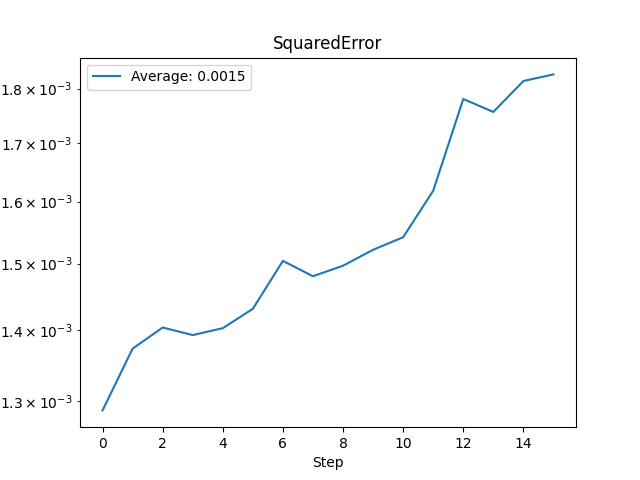 SquaredError
Average: 0.0015
1.8 × 10⁻³
1.7 × 10⁻³
1.6 × 10⁻³
1.5 × 10⁻³
1.4 × 10⁻³
1.3 × 10⁻³
0 2 4 6 8 10 12 14
Step